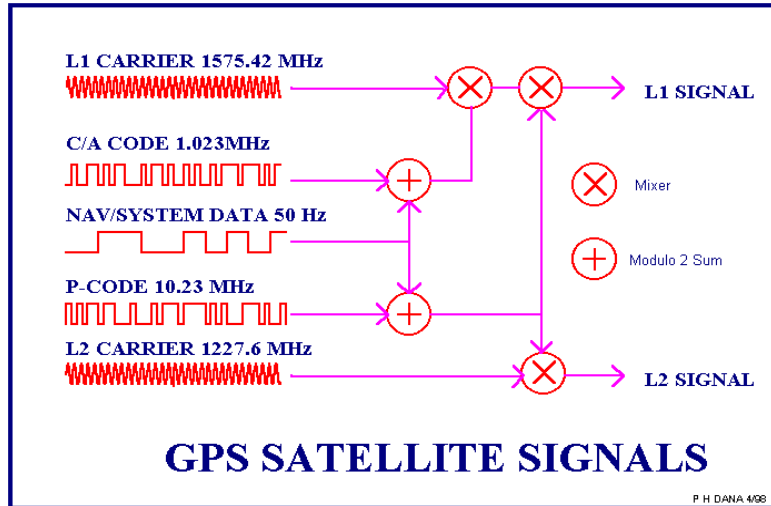 L1 CARRIER 1575.42 MHz
L1 SIGNAL
C/A CODE 1.023MHz
Mixer
NAV/SYSTEM DATA 50 Hz
Modulo 2 Sum
P-CODE 10.23 MHz
L2 CARRIER 1227.6 MHz
L2 SIGNAL
GPS SATELLITE SIGNALS
P H DANA 4/98